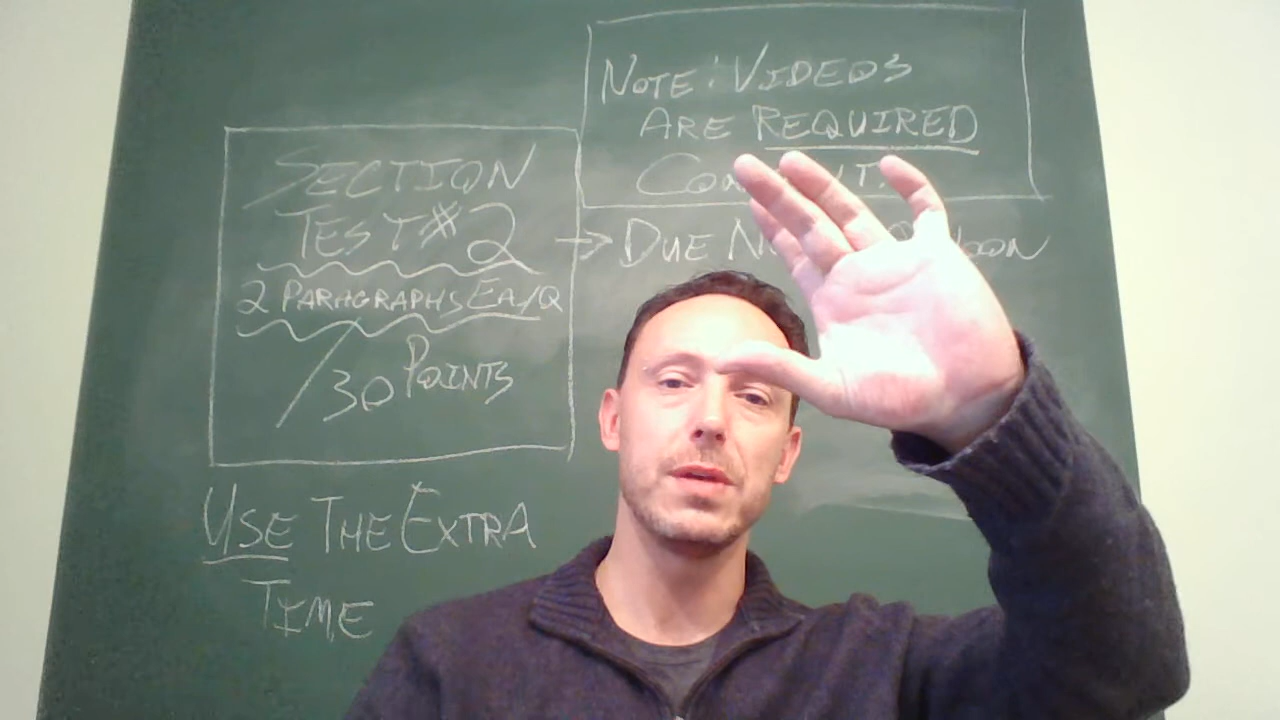 NOTE: VIDEOS
ARE REQUIRED
SECTION
TEST #2
2 PARAGRAPHS EA/Q
/30 POINTS
→ DUE
USE THE EXTRA
TIME